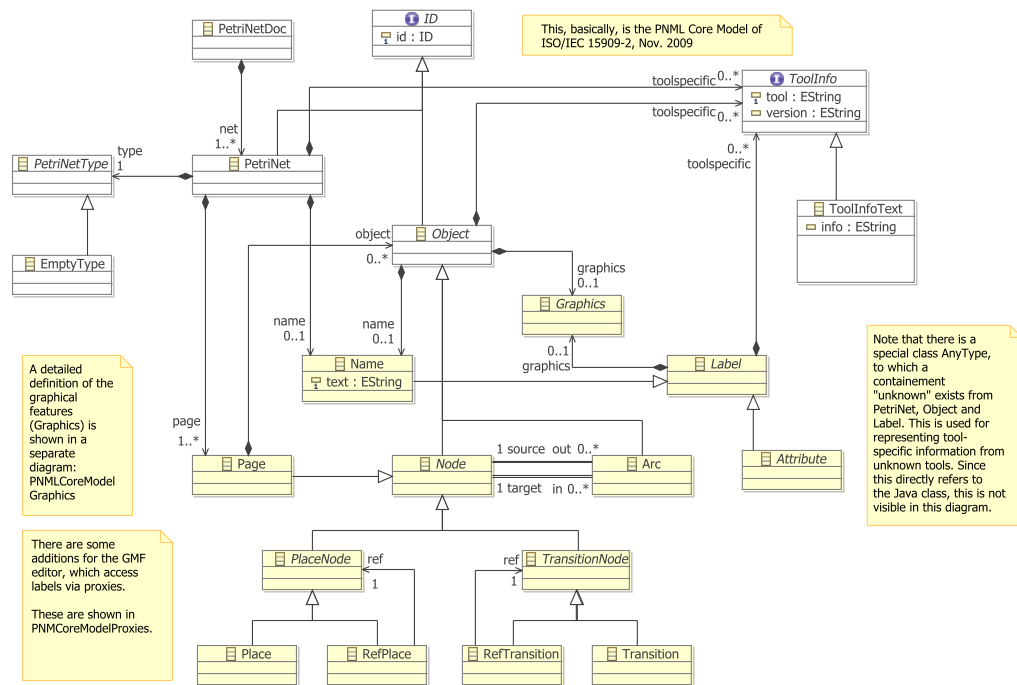 PetriNetDoc
ID
id : ID
This, basically, is the PNML Core Model of
ISO/IEC 15909-2, Nov. 2009
toolspecific 0..*
toolspecific 0..*
ToolInfo
tool : EString
version : EString
net
1..*
type
1
PetriNetType
PetriNet
0..*
toolspecific
ToolInfoText
info : EString
EmptyType
object
0..*
Object
graphics
0..1
Graphics
name
0..1
name
0..1
0..1
graphics
Name
text : EString
Label
A detailed
definition of the
graphical
features
(Graphics) is
shown in a
separate
diagram:
PNMLCoreModel
Graphics
Note that there is a
special class AnyType,
to which a
containement
"unknown" exists from
PetriNet, Object and
Label. This is used for
representing tool-
specific information from
unknown tools. Since
this directly refers to
the Java class, this is not
visible in this diagram.
page
1..*
Page
Node
1 source out 0..*
1 target in 0..*
Arc
Attribute
There are some
additions for the GMF
editor, which access
labels via proxies.
These are shown in
PNMCoreModelProxies.
PlaceNode
ref
1
ref
1
TransitionNode
Place
RefPlace
RefTransition
Transition